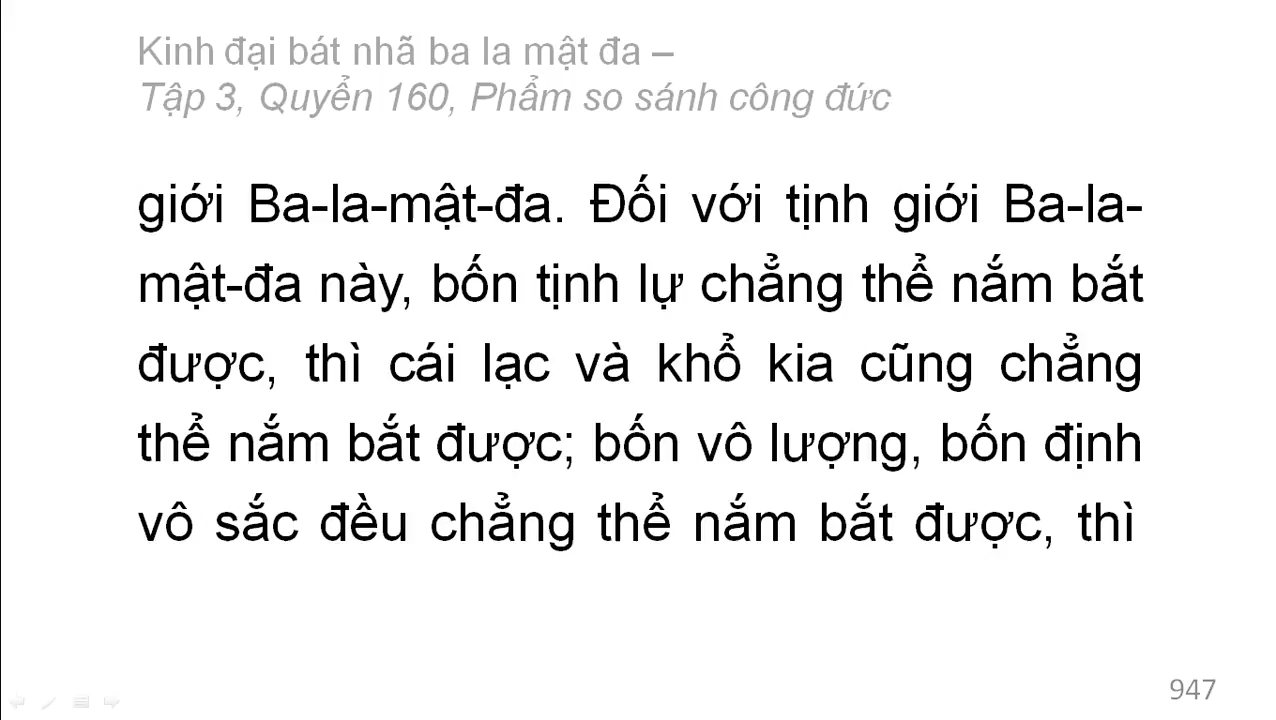 Kinh đại bát nhã ba la mật đa –
Tập 3, Quyển 160, Phẩm so sánh công đức
giới Ba-la-mật-đa. Đối với tịnh giới Ba-la-
mật-đa này, bốn tịnh lự chẳng thể nắm bắt
được, thì cái lạc và khổ kia cũng chẳng
thể nắm bắt được; bốn vô lượng, bốn định
vô sắc đều chẳng thể nắm bắt được, thì
947